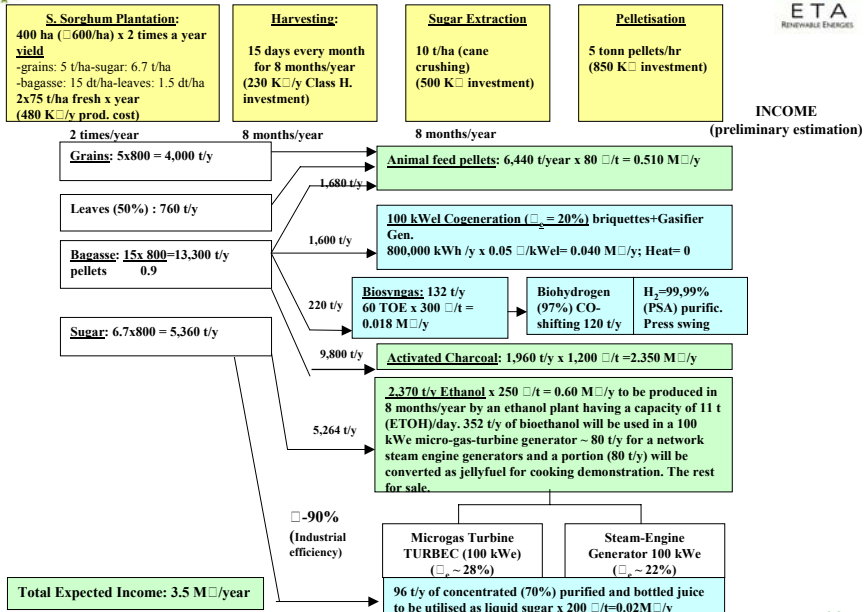 S. Sorghum Plantation:
400 ha (□600/ha) x 2 times a year
yield
-grains: 5 t/ha-sugar: 6.7 t/ha
-bagasse: 15 dt/ha-leaves: 1.5 dt/ha
2x75 t/ha fresh x year
(480 K□/y prod. cost)
2 times/year
Harvesting:
15 days every month
for 8 months/year
(230 K□/y Class H.
investment)
8 months/year
Sugar Extraction
10 t/ha (cane
crushing)
(500 K□ investment)
8 months/year
Pelletisation
5 tonn pellets/hr
(850 K□ investment)
ETA
RENEWABLE ENERGIES
INCOME
(preliminary estimation)
Grains: 5x800 = 4,000 t/y
Leaves (50%) : 760 t/y
Bagasse: 15x 800=13,300 t/y
pellets 0.9
Sugar: 6.7x800 = 5,360 t/y
1,680 t/y
1,600 t/y
220 t/y
9,800 t/y
5,264 t/y
Animal feed pellets: 6,440 t/year x 80 □/t = 0.510 M□/y
100 kWel Cogeneration (□e = 20%) briquettes+Gasifier
Gen.
800,000 kWh /y x 0.05 □/kWel= 0.040 M□/y; Heat= 0
Biosyngas: 132 t/y
60 TOE x 300 □/t =
0.018 M□/y
Biohydrogen
(97%) CO-
shifting 120 t/y
H2=99,99%
(PSA) purific.
Press swing
Activated Charcoal: 1,960 t/y x 1,200 □/t =2.350 M□/y
2,370 t/y Ethanol x 250 □/t = 0.60 M□/y to be produced in
8 months/year by an ethanol plant having a capacity of 11 t
(ETOH)/day. 352 t/y of bioethanol will be used in a 100
kWe micro-gas-turbine generator ~ 80 t/y for a network
steam engine generators and a portion (80 t/y) will be
converted as jellyfuel for cooking demonstration. The rest
for sale.
□-90%
(Industrial
efficiency)
Microgas Turbine
TURBEC (100 kWe)
(□e ~ 28%)
Steam-Engine
Generator 100 kWe
(□e ~ 22%)
Total Expected Income: 3.5 M□/year
96 t/y of concentrated (70%) purified and bottled juice
to be utilised as liquid sugar x 200 □/t=0.02M□/y